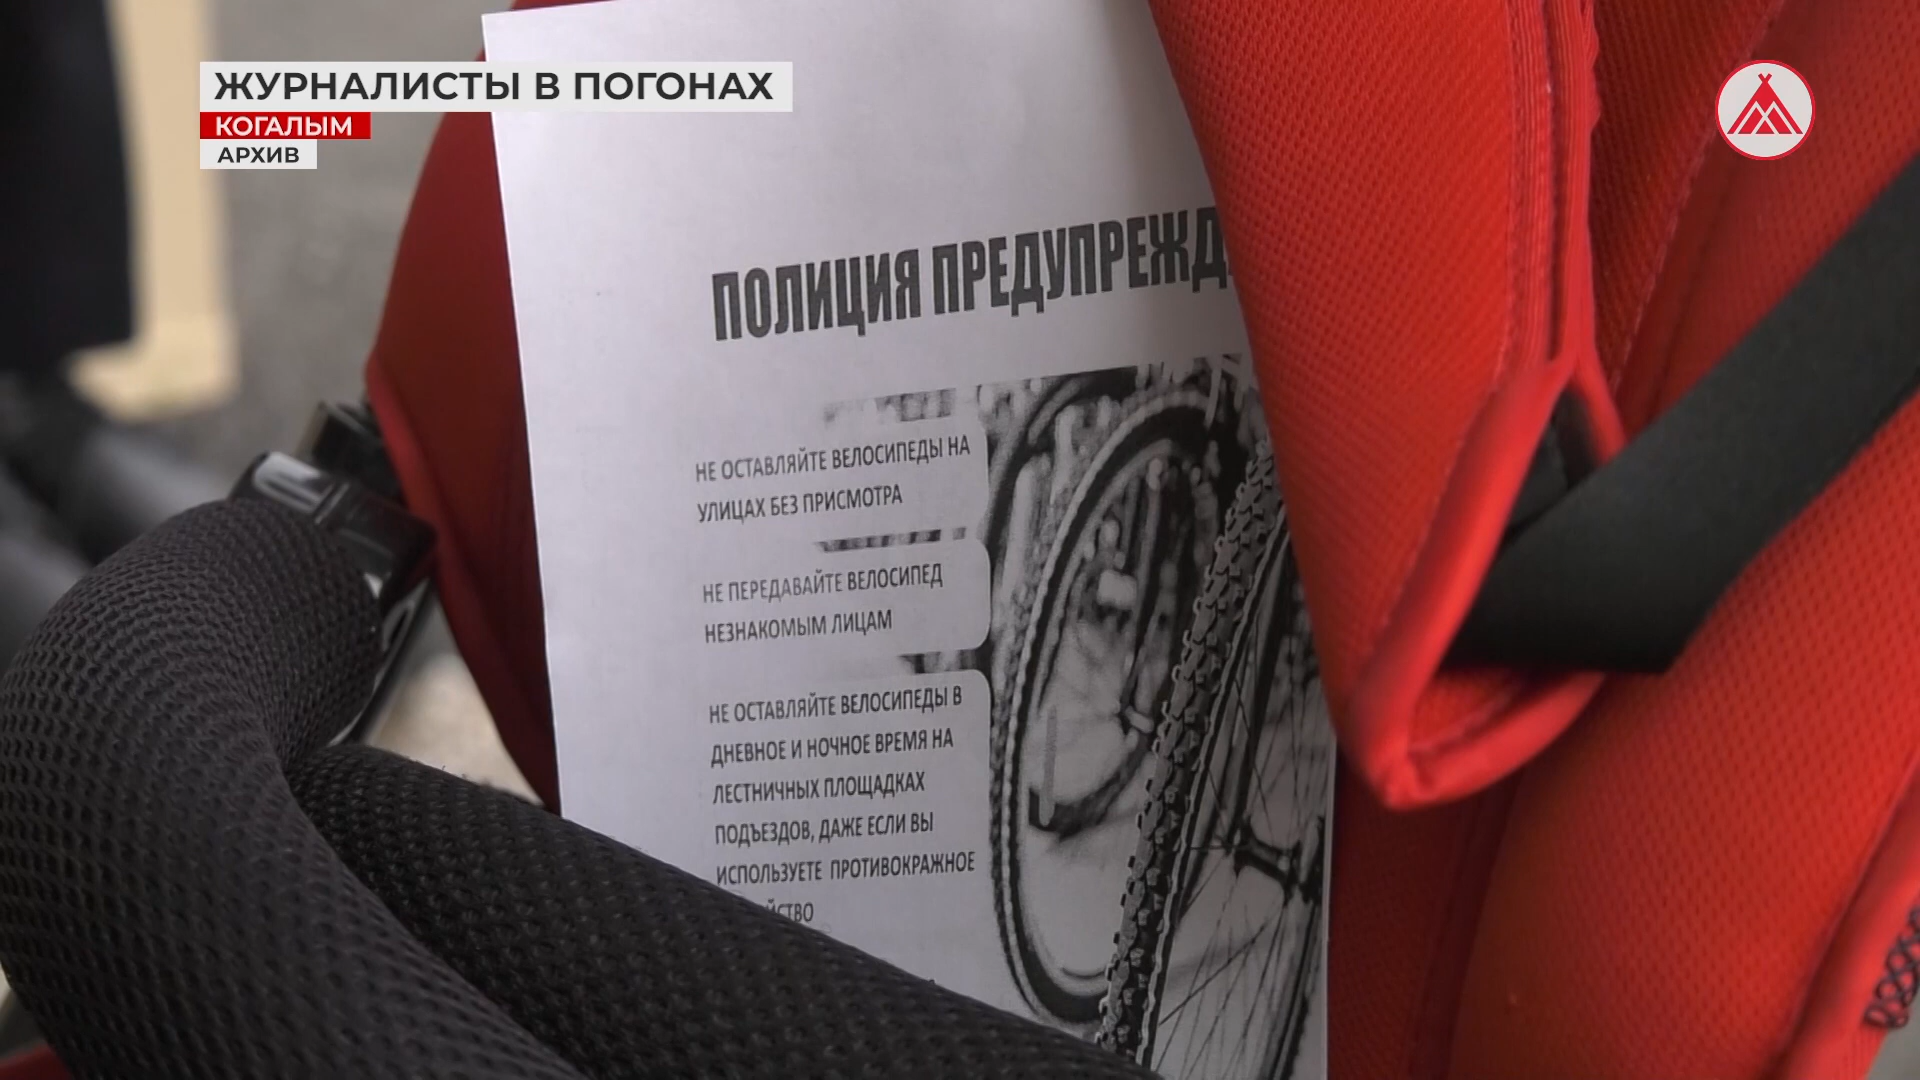 ЖУРНАЛИСТЫ В ПОГОНАХ
КОГАЛЫМ
АРХИВ
ПОЛИЦИЯ ПРЕДУПРЕЖД
НЕ ОСТАВЛЯЙТЕ ВЕЛОСИПЕДЫ НА
УЛИЦАХ БЕЗ ПРИСМОТРА
НЕ ПЕРЕДАВАЙТЕ ВЕЛОСИПЕД
НЕЗНАКОМЫМ ЛИЦАМ
НЕ ОСТАВЛЯЙТЕ ВЕЛОСИПЕДЫ В
ДНЕВНОЕ И НОЧНОЕ ВРЕМЯ НА
ЛЕСТНИЧНЫХ ПЛОЩАДКАХ
ПОДЪЕЗДОВ, ДАЖЕ ЕСЛИ ВЫ
ИСПОЛЬЗУЕТЕ ПРОТИВОКРАЖНОЕ
ЙСТВО